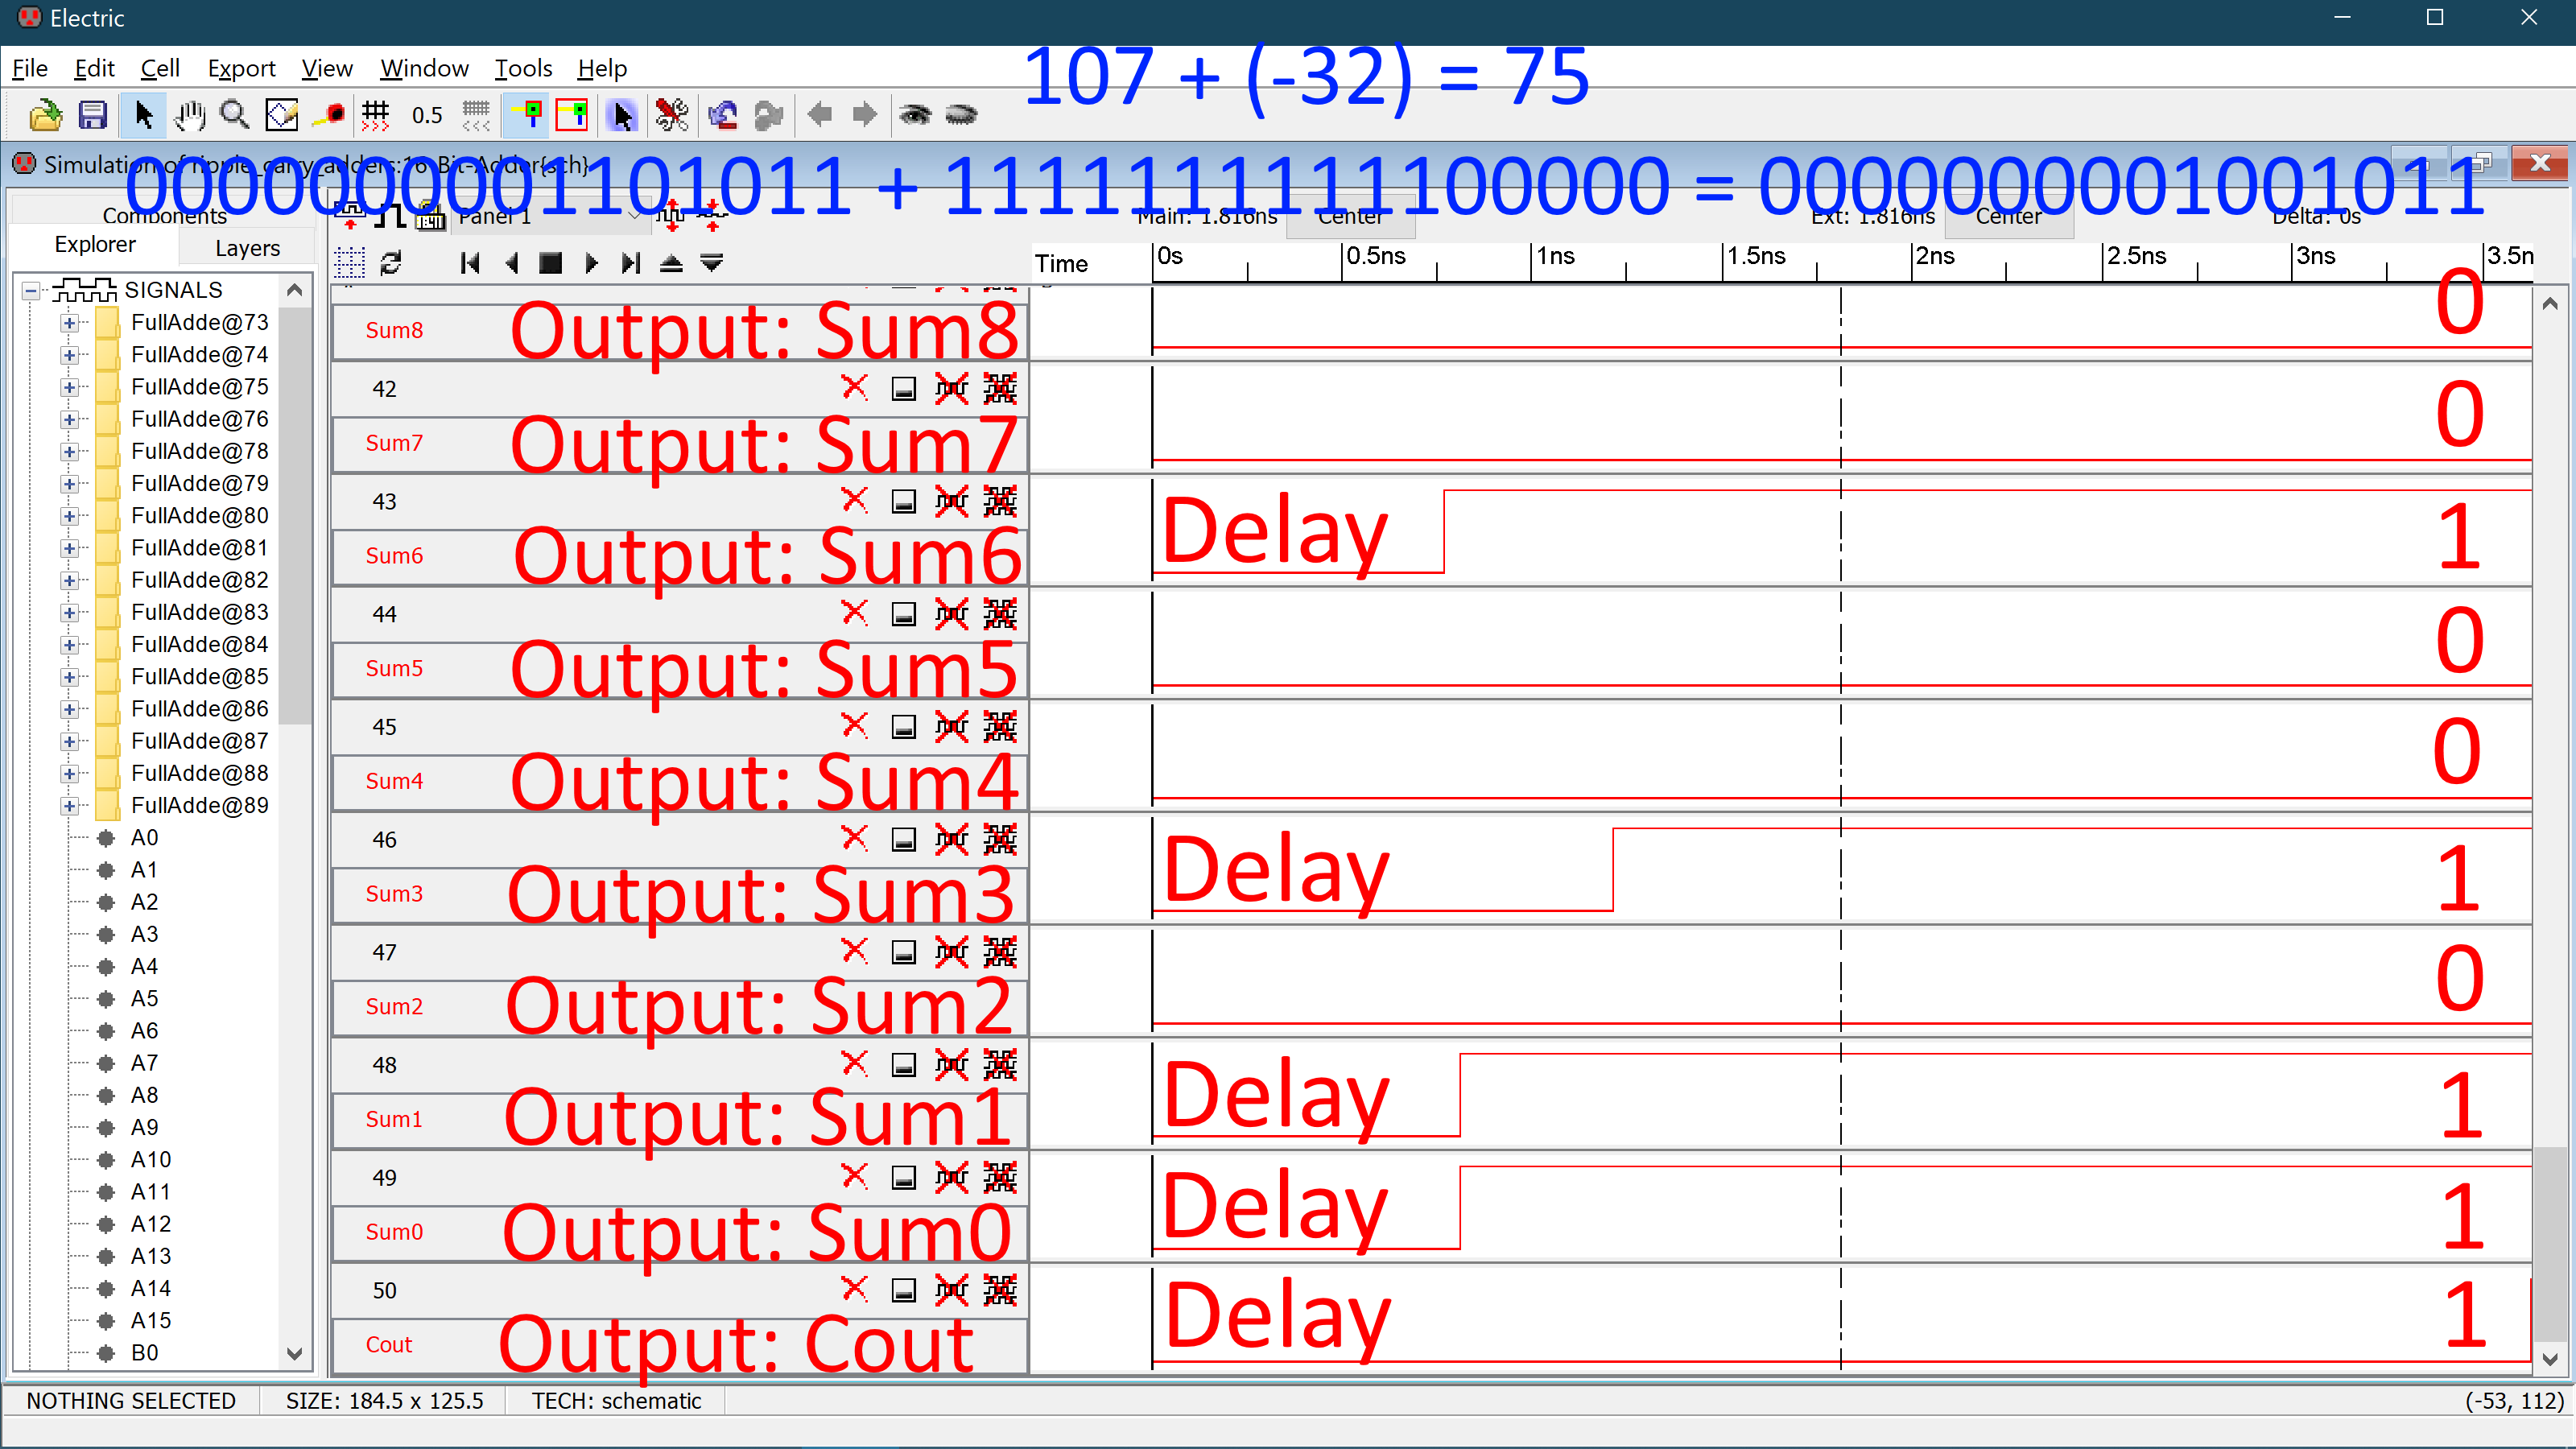 Electric
File Edit Cell Export View Window Tools Help
107 + (-32) = 75
0.5
Simulation of ripple_carry_adders:16-Bit-Adder{sch}
0000000001101011 + 1111111111100000 = 0000000001001011
Components
Explorer Layers
Panel 1
Main: 1.816ns Center Ext: 1.816ns Center Delta: 0s
Time 0s 0.5ns 1ns 1.5ns 2ns 2.5ns 3ns 3.5n
SIGNALS
FullAdde@73
FullAdde@74
FullAdde@75
FullAdde@76
FullAdde@78
FullAdde@79
FullAdde@80
FullAdde@81
FullAdde@82
FullAdde@83
FullAdde@84
FullAdde@85
FullAdde@86
FullAdde@87
FullAdde@88
FullAdde@89
A0
A1
A2
A3
A4
A5
A6
A7
A8
A9
A10
A11
A12
A13
A14
A15
B0
Sum8 Output: Sum8 0
42
Sum7 Output: Sum7 0
43
Sum6 Output: Sum6 Delay 1
44
Sum5 Output: Sum5 0
45
Sum4 Output: Sum4 0
46
Sum3 Output: Sum3 Delay 1
47
Sum2 Output: Sum2 0
48
Sum1 Output: Sum1 Delay 1
49
Sum0 Output: Sum0 Delay 1
50
Cout Output: Cout Delay 1
NOTHING SELECTED SIZE: 184.5 x 125.5 TECH: schematic (-53, 112)